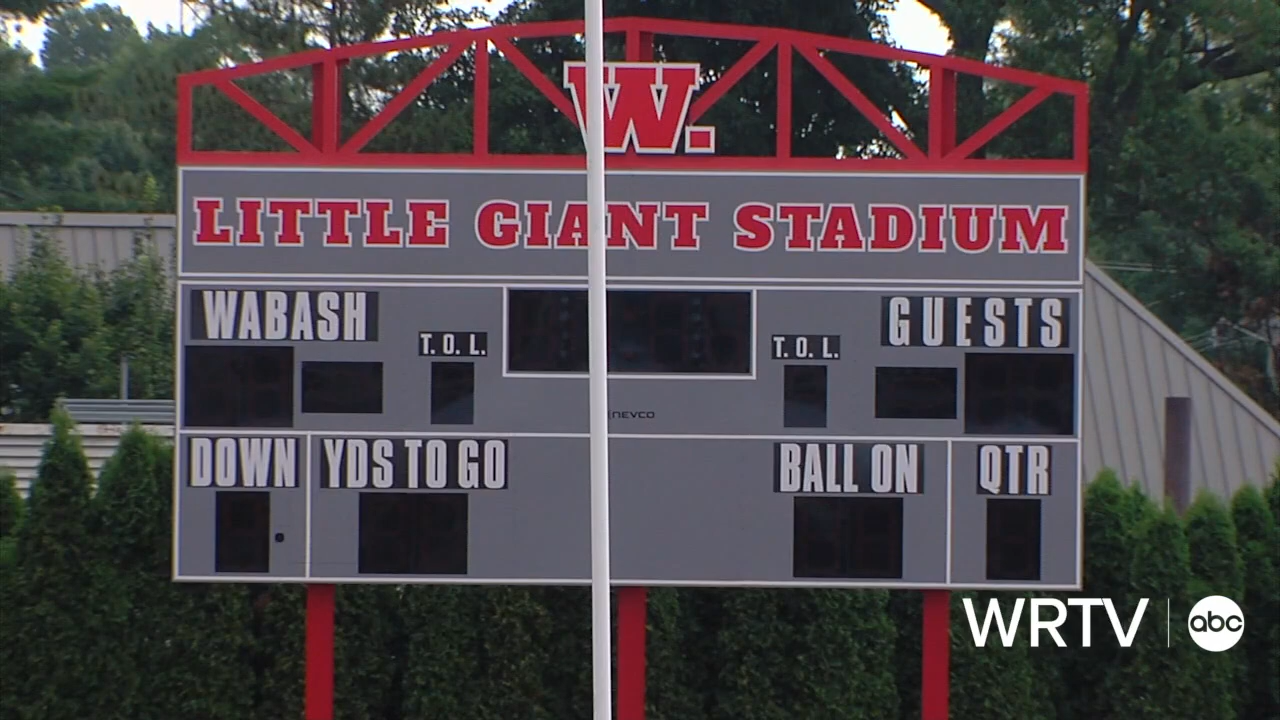 W.
LITTLE GIANT STADIUM
WABASH
GUESTS
T. O. L.
T. O. L.
NEVCO
DOWN
YDS TO GO
BALL ON
QTR
WRTV
abc